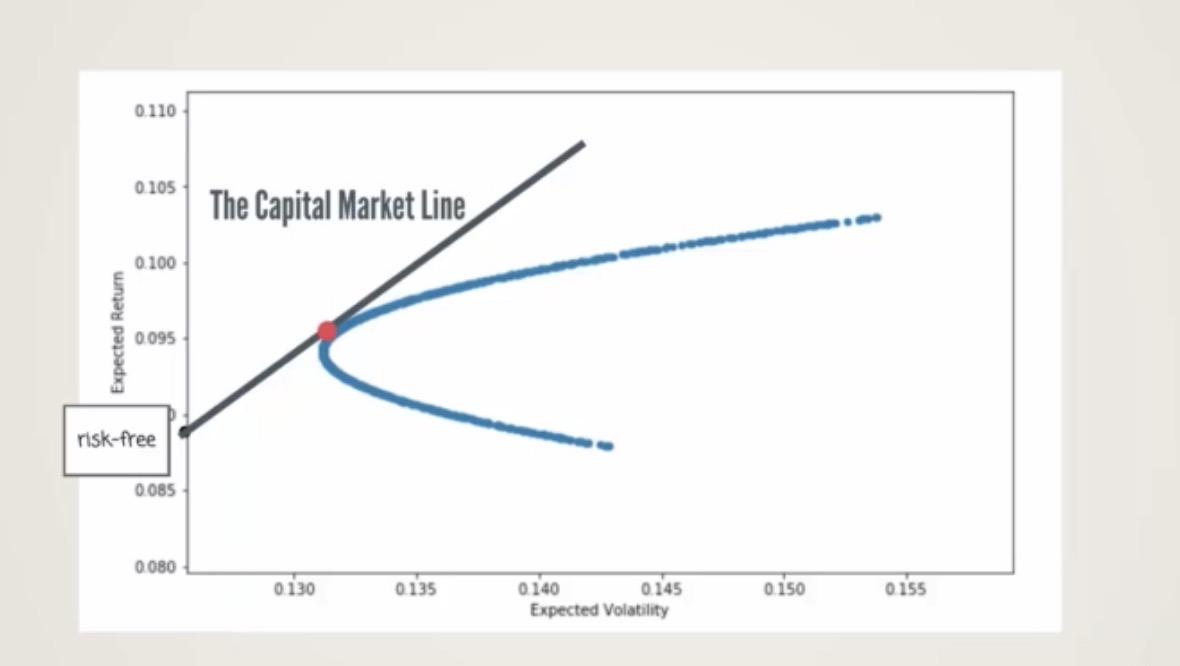 0.110
0.105
The Capital Market Line
0.100
Expected Return
0.095
0
risk-free
0.085
0.080
0.130 0.135 0.140 0.145 0.150 0.155
Expected Volatility